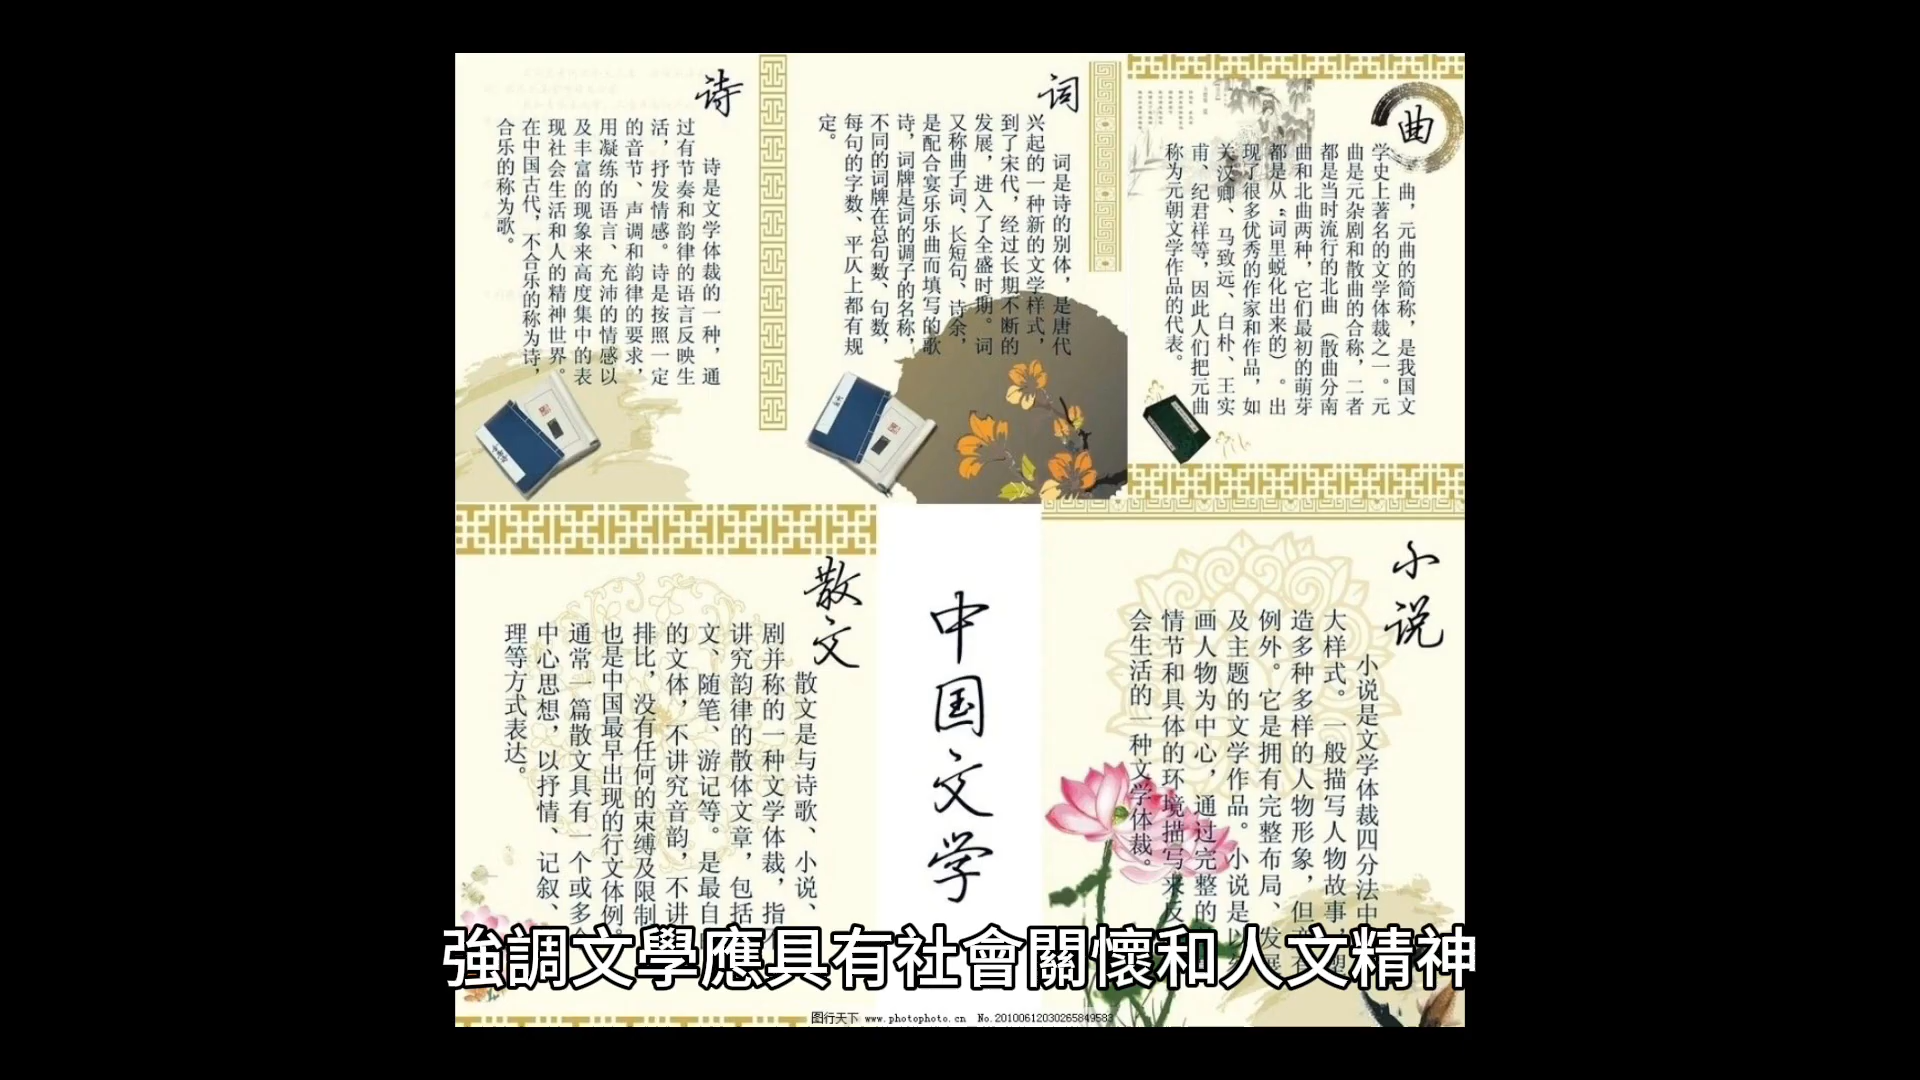 诗
诗是文学体裁的一种，通
过有节奏和韵律的语言反映生
活，抒发情感。诗是按照一定
的音节、声调和韵律的要求，
用凝练的语言、充沛的情感以
及丰富的现象来高度集中的表
现社会生活和人的精神世界。
在中国古代，不合乐的称为诗，
合乐的称为歌。
词
词是诗的别体，是唐代
兴起的一种新的文学样式，
到了宋代，经过长期不断的
发展，进入了全盛时期。词
又称曲子词、长短句、诗余，
是配合宴乐乐曲而填写的歌
诗，词牌是词的调子的名称，
不同的词牌在总句数、句数，
每句的字数、平仄上都有规
定。
曲
曲，元曲的简称，是我国文
学史上著名的文学体裁之一。元
曲是元杂剧和散曲的合称，二者
都是当时流行的北曲（散曲分南
曲和北曲两种，它们最初的萌芽
都是从“词里蜕化出来的）。出
现了很多优秀的作家和作品，如
关汉卿、马致远、白朴、王实
甫、纪君祥等，因此人们把元曲
称为元朝文学作品的代表。
散文
散文是与诗歌、小说、
剧并称的一种文学体裁，指
讲究韵律的散体文章，包括
文、随笔、游记等。是最自
的文体，不讲究音韵，不讲
排比，没有任何的束缚及限制
也是中国最早出现的行文体例。
通常一篇散文具有一个或多
中心思想，以抒情、记叙、
理等方式表达。
中国文学
小说
小说是文学体裁四分法中
大样式。一般描写人物故事，塑
造多种多样的人物形象，但
例外。它是拥有完整布局、发展
及主题的文学作品。小说是以
画人物为中心，通过完整的
情节和具体的环境描写来反
会生活的一种文学体裁。
強調文學應具有社會關懷和人文精神
图行天下 www.photophoto.cn No.20100612030265849583